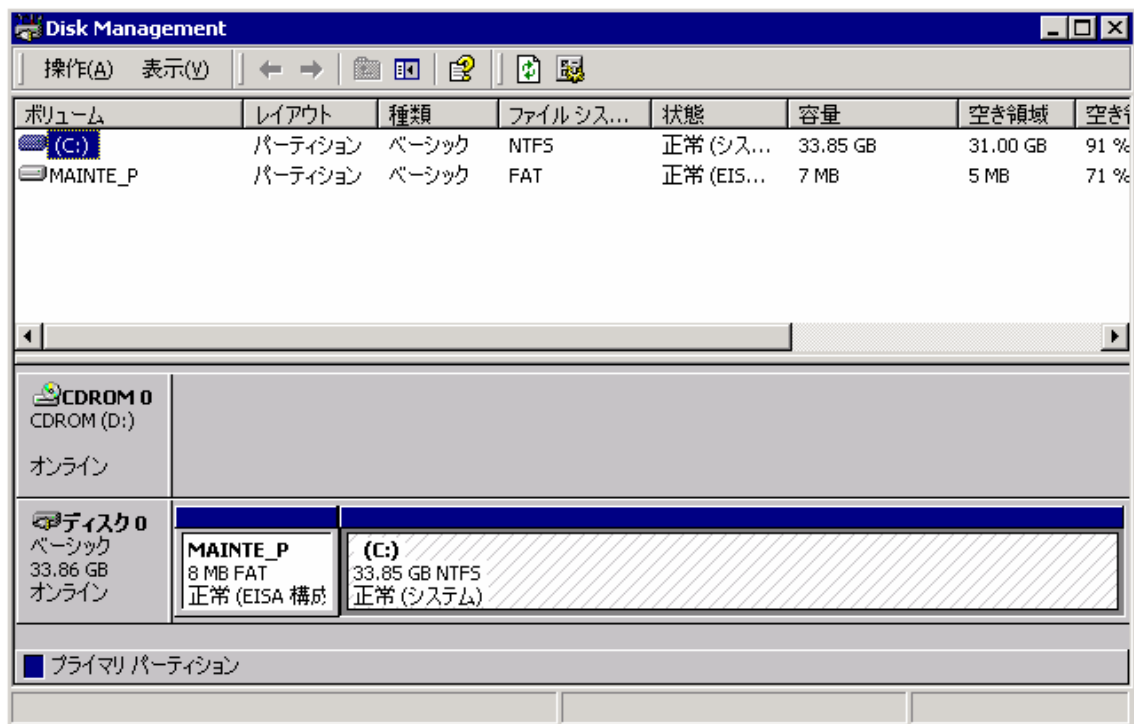 Disk Management
操作(A) 表示(V)
ボリューム レイアウト 種類 ファイル シス... 状態 容量 空き領域 空き
(C:) パーティション ベーシック NTFS 正常 (シス... 33.85 GB 31.00 GB 91 %
MAINTE_P パーティション ベーシック FAT 正常 (EIS... 7 MB 5 MB 71 %
CDROM 0
CDROM (D:)
オンライン
ディスク 0
ベーシック
33.86 GB
オンライン
MAINTE_P
8 MB FAT
正常 (EISA 構成
(C:)
33.85 GB NTFS
正常 (システム)
プライマリ パーティション